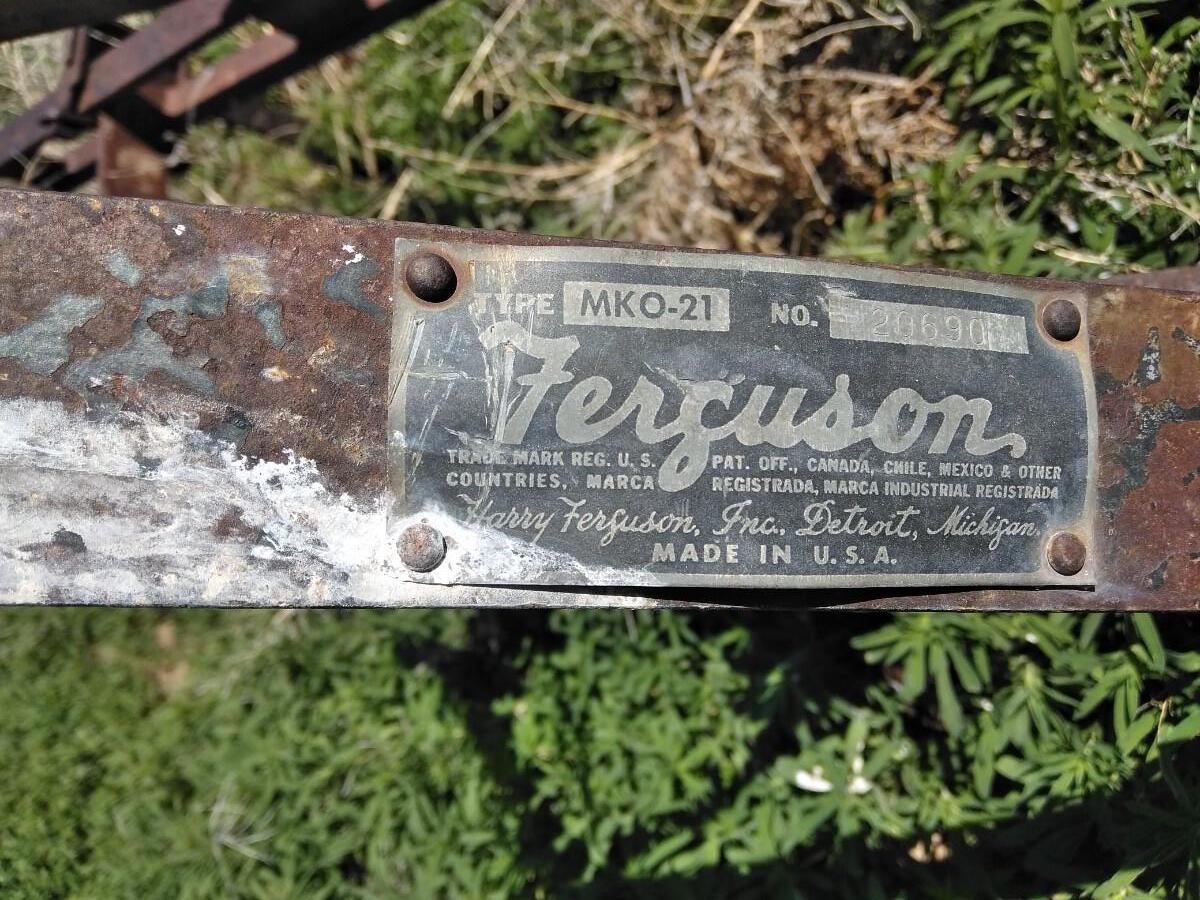 TYPE MKO-21 NO. 20690
Ferguson
TRADE MARK REG. U. S. PAT. OFF., CANADA, CHILE, MEXICO & OTHER
COUNTRIES, MARCA REGISTRADA, MARCA INDUSTRIAL REGISTRADA
Harry Ferguson, Inc., Detroit, Michigan.
MADE IN U. S. A.